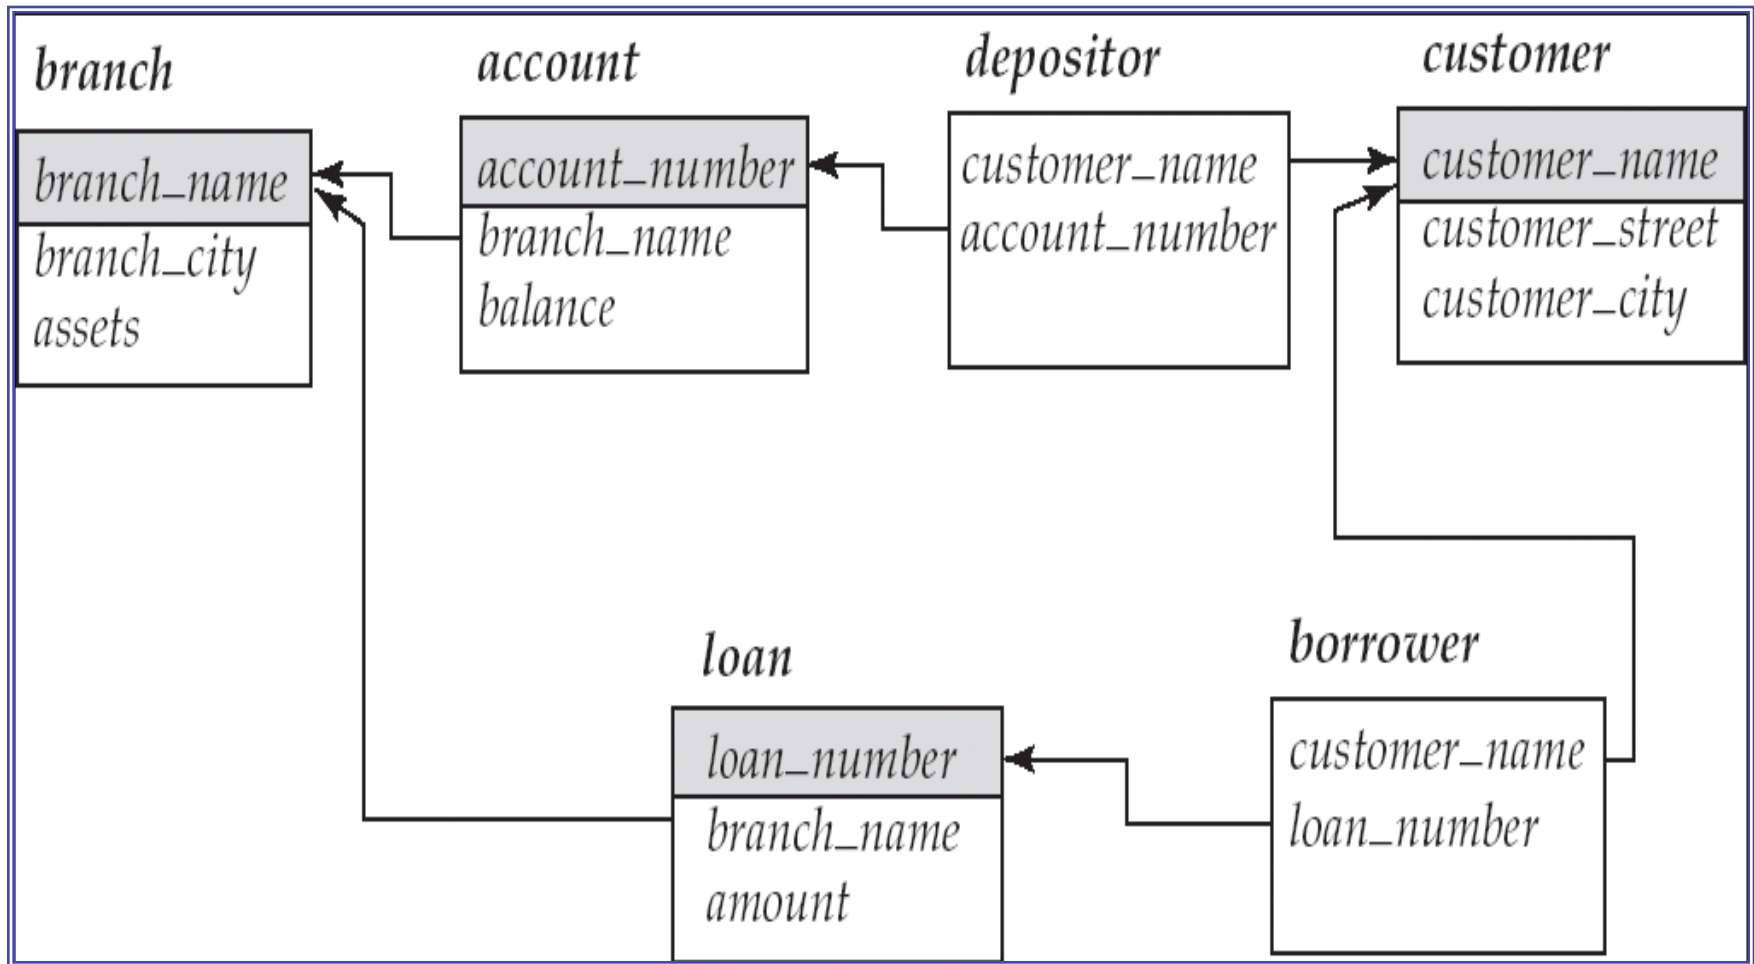 branch
branch_name
branch_city
assets
account
account_number
branch_name
balance
depositor
customer_name
account_number
customer
customer_name
customer_street
customer_city
loan
loan_number
branch_name
amount
borrower
customer_name
loan_number